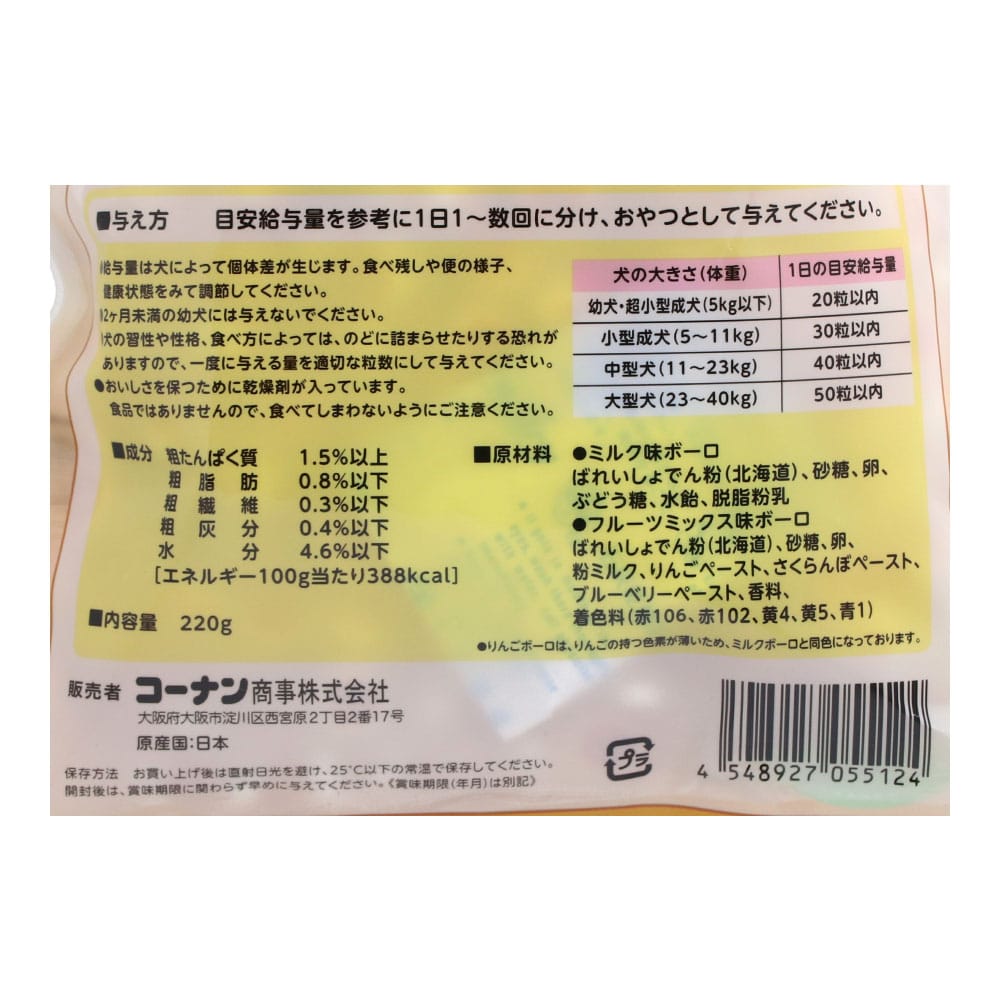 ■与え方 目安給与量を参考に1日1〜数回に分け、おやつとして与えてください。
給与量は犬によって個体差が生じます。食べ残しや便の様子、
健康状態をみて調節してください。
2ヶ月未満の幼犬には与えないでください。
犬の習性や性格、食べ方によっては、のどに詰まらせたりする恐れが
ありますので、一度に与える量を適切な粒数にして与えてください。
●おいしさを保つために乾燥剤が入っています。
食品ではありませんので、食べてしまわないようにご注意ください。
犬の大きさ(体重) 1日の目安給与量
幼犬・超小型成犬(5kg以下) 20粒以内
小型成犬(5〜11kg) 30粒以内
中型犬(11〜23kg) 40粒以内
大型犬(23〜40kg) 50粒以内
■成分 粗たんぱく質 1.5%以上
粗脂肪 0.8%以下
粗繊維 0.3%以下
粗灰分 0.4%以下
水分 4.6%以下
[エネルギー100g当たり388kcal]
■内容量 220g
■原材料 ●ミルク味ボーロ
ばれいしょでん粉(北海道)、砂糖、卵、
ぶどう糖、水飴、脱脂粉乳
●フルーツミックス味ボーロ
ばれいしょでん粉(北海道)、砂糖、卵、
粉ミルク、りんごペースト、さくらんぼペースト、
ブルーベリーペースト、香料、
着色料(赤106、赤102、黄4、黄5、青1)
●りんごボーロは、りんごの持つ色素が薄いため、ミルクボーロと同色になっております。
販売者 コーナン商事株式会社
大阪府大阪市淀川区西宮原2丁目2番17号
原産国:日本
保存方法 お買い上げ後は直射日光を避け、25℃以下の常温で保存してください。
開封後は、賞味期限に関わらず早めに与えてください。《賞味期限(年月)は別記》
プラ
4 548927 055124